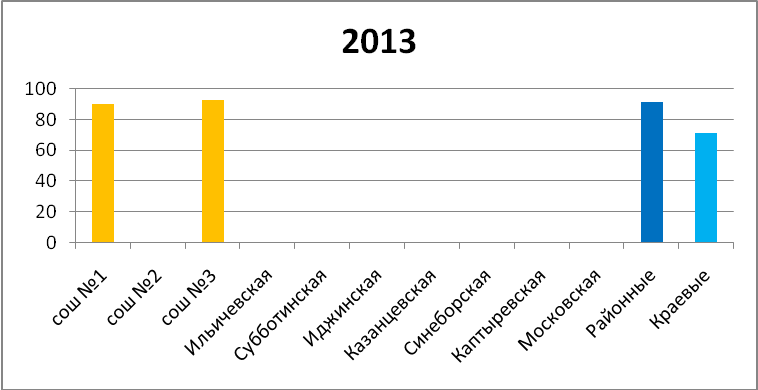 2013
100
80
60
40
20
0
сош №1
сош №2
сош №3
Ильичевская
Субботинская
Иджинская
Казанцевская
Синеборская
Каптыревская
Московская
Районные
Краевые